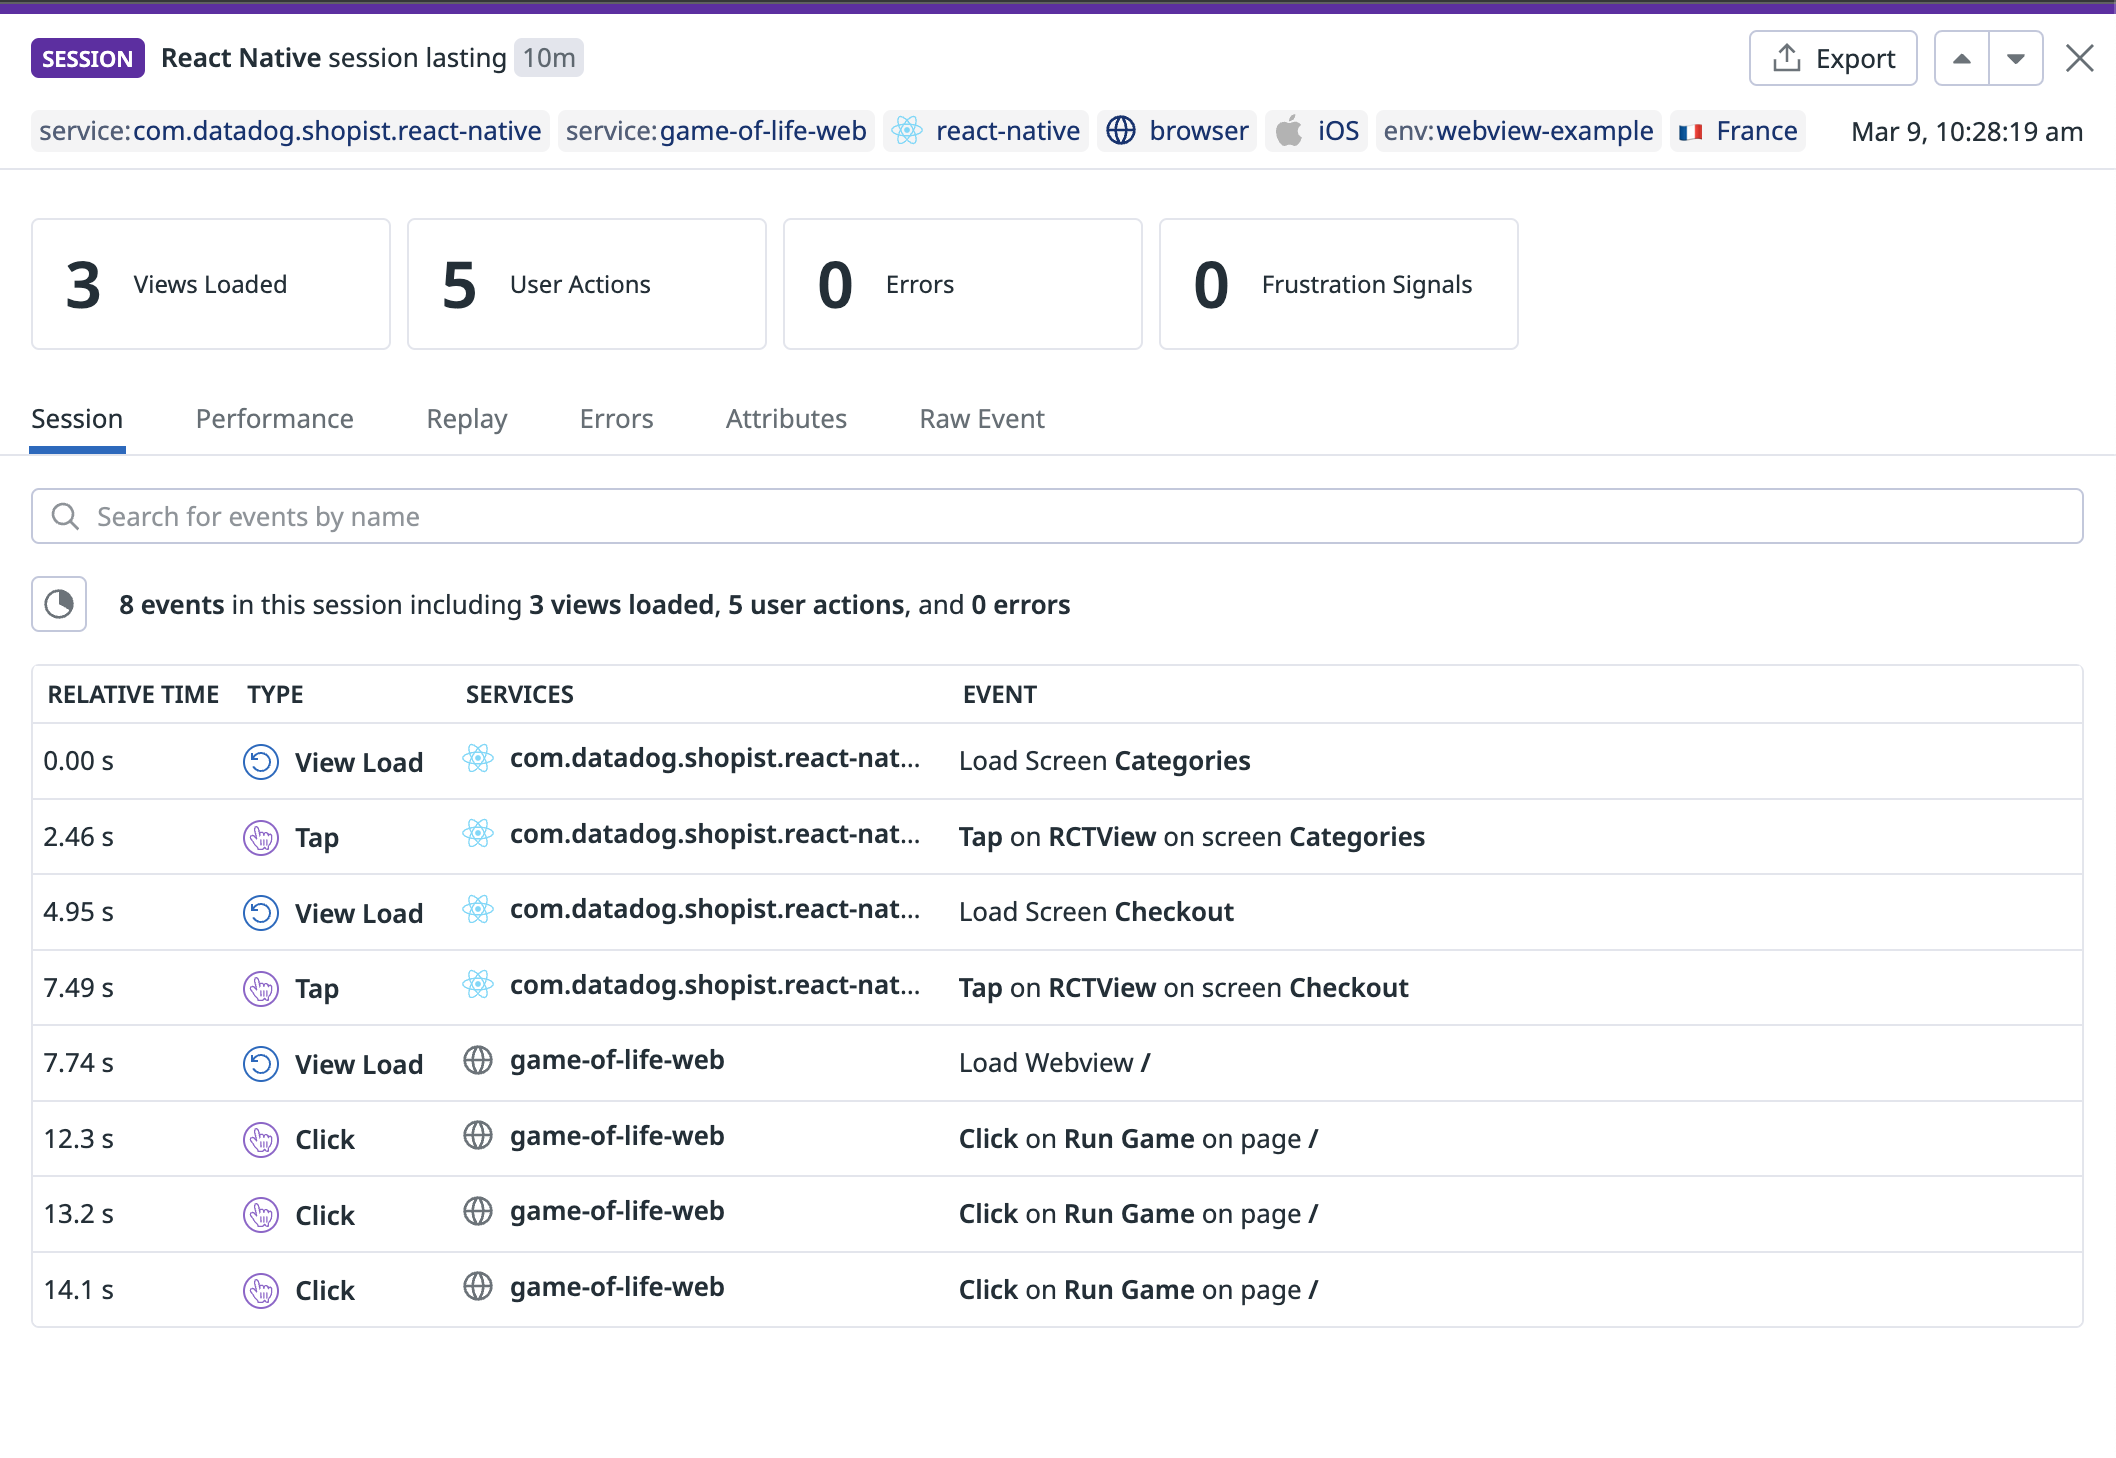 SESSION React Native session lasting 10m Export
service:com.datadog.shopist.react-native service:game-of-life-web react-native browser iOS env:webview-example France Mar 9, 10:28:19 am
3 Views Loaded 5 User Actions 0 Errors 0 Frustration Signals
Session Performance Replay Errors Attributes Raw Event
Search for events by name
8 events in this session including 3 views loaded, 5 user actions, and 0 errors
RELATIVE TIME TYPE SERVICES EVENT
0.00 s View Load com.datadog.shopist.react-nat... Load Screen Categories
2.46 s Tap com.datadog.shopist.react-nat... Tap on RCTView on screen Categories
4.95 s View Load com.datadog.shopist.react-nat... Load Screen Checkout
7.49 s Tap com.datadog.shopist.react-nat... Tap on RCTView on screen Checkout
7.74 s View Load game-of-life-web Load Webview /
12.3 s Click game-of-life-web Click on Run Game on page /
13.2 s Click game-of-life-web Click on Run Game on page /
14.1 s Click game-of-life-web Click on Run Game on page /